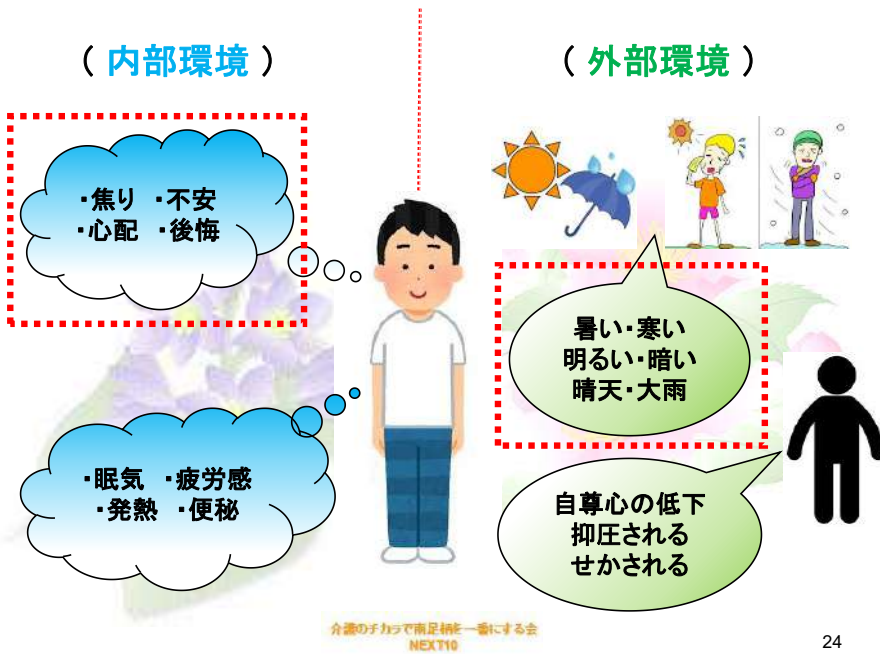 （ 内部環境 ）
（ 外部環境 ）
・焦り ・不安
・心配 ・後悔
暑い・寒い
明るい・暗い
晴天・大雨
・眠気 ・疲労感
・発熱 ・便秘
自尊心の低下
抑圧される
せかされる
介護のチカラで南足柄を一番にする会
NEXT10
24